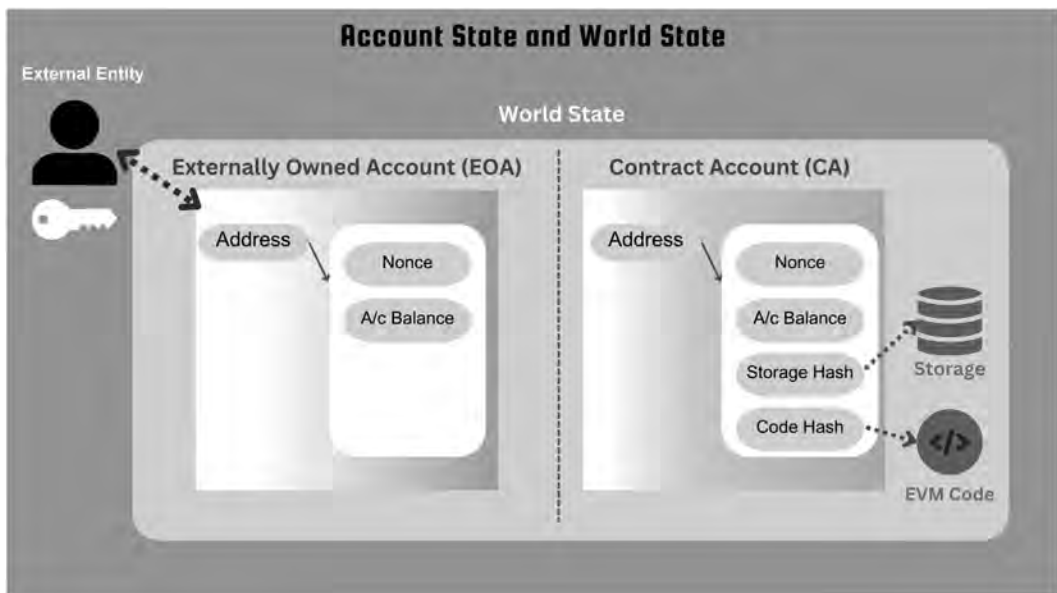 Account State and World State
External Entity
World State
Externally Owned Account (EOA)
Address
Nonce
A/c Balance
Contract Account (CA)
Address
Nonce
A/c Balance
Storage Hash
Code Hash
Storage
</>
EVM Code